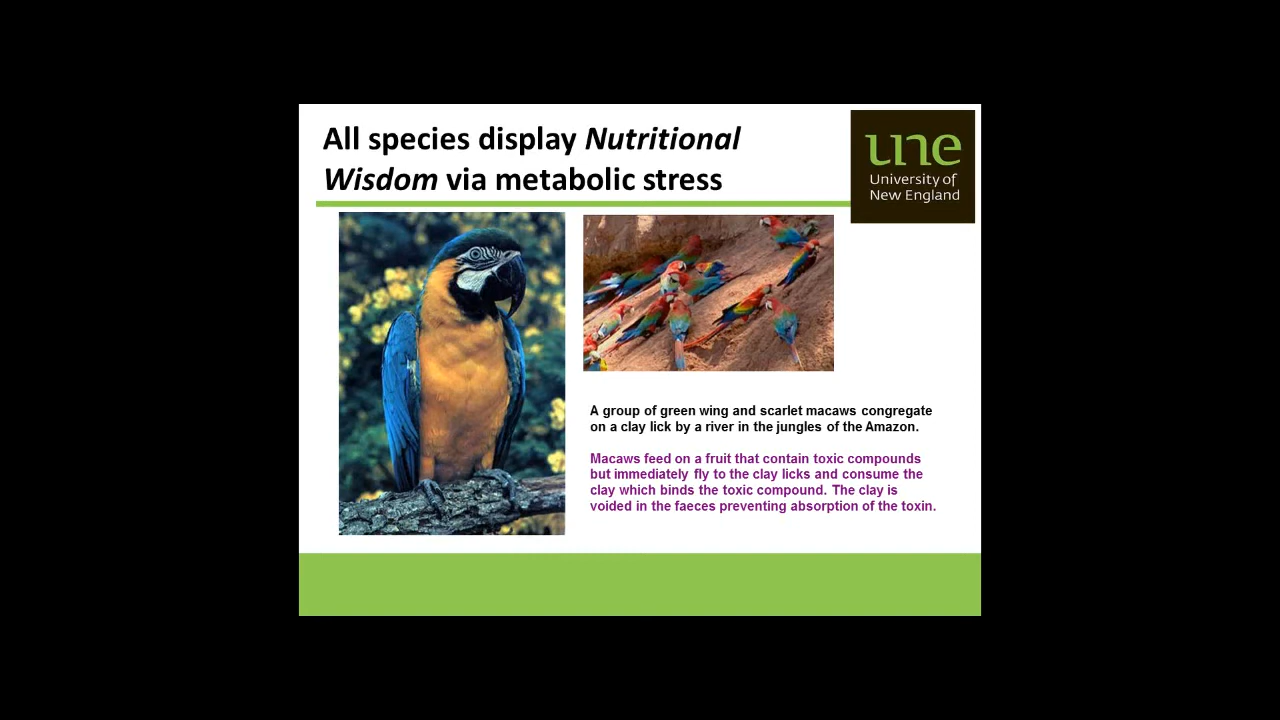 All species display Nutritional
Wisdom via metabolic stress
une
University of
New England
A group of green wing and scarlet macaws congregate
on a clay lick by a river in the jungles of the Amazon.
Macaws feed on a fruit that contain toxic compounds
but immediately fly to the clay licks and consume the
clay which binds the toxic compound. The clay is
voided in the faeces preventing absorption of the toxin.